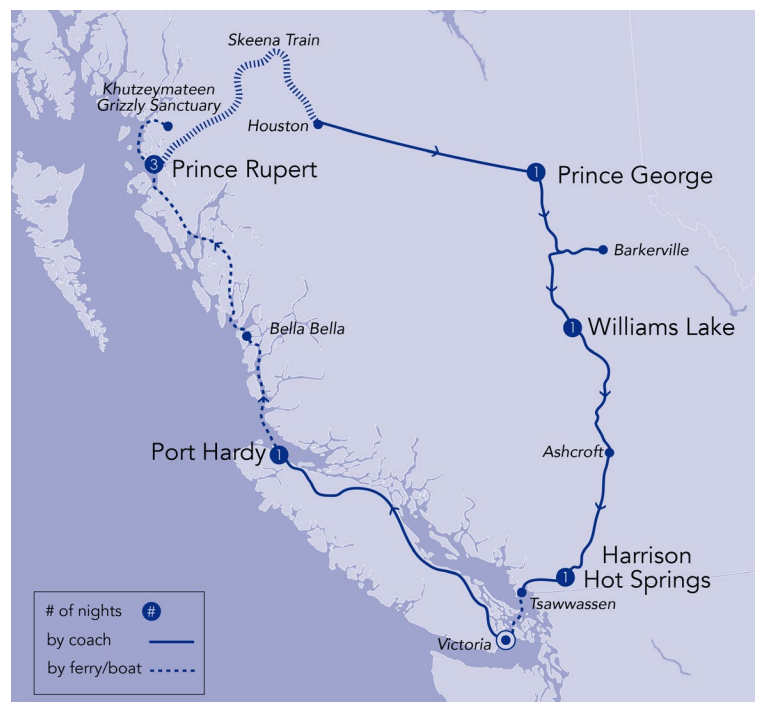 Skeena Train
Khutzeymateen
Grizzly Sanctuary
Houston
3
Prince Rupert
1
Prince George
Barkerville
Bella Bella
1
Williams Lake
Port Hardy
1
Ashcroft
Harrison
Hot Springs
1
Tsawwassen
Victoria
# of nights #
by coach
by ferry/boat